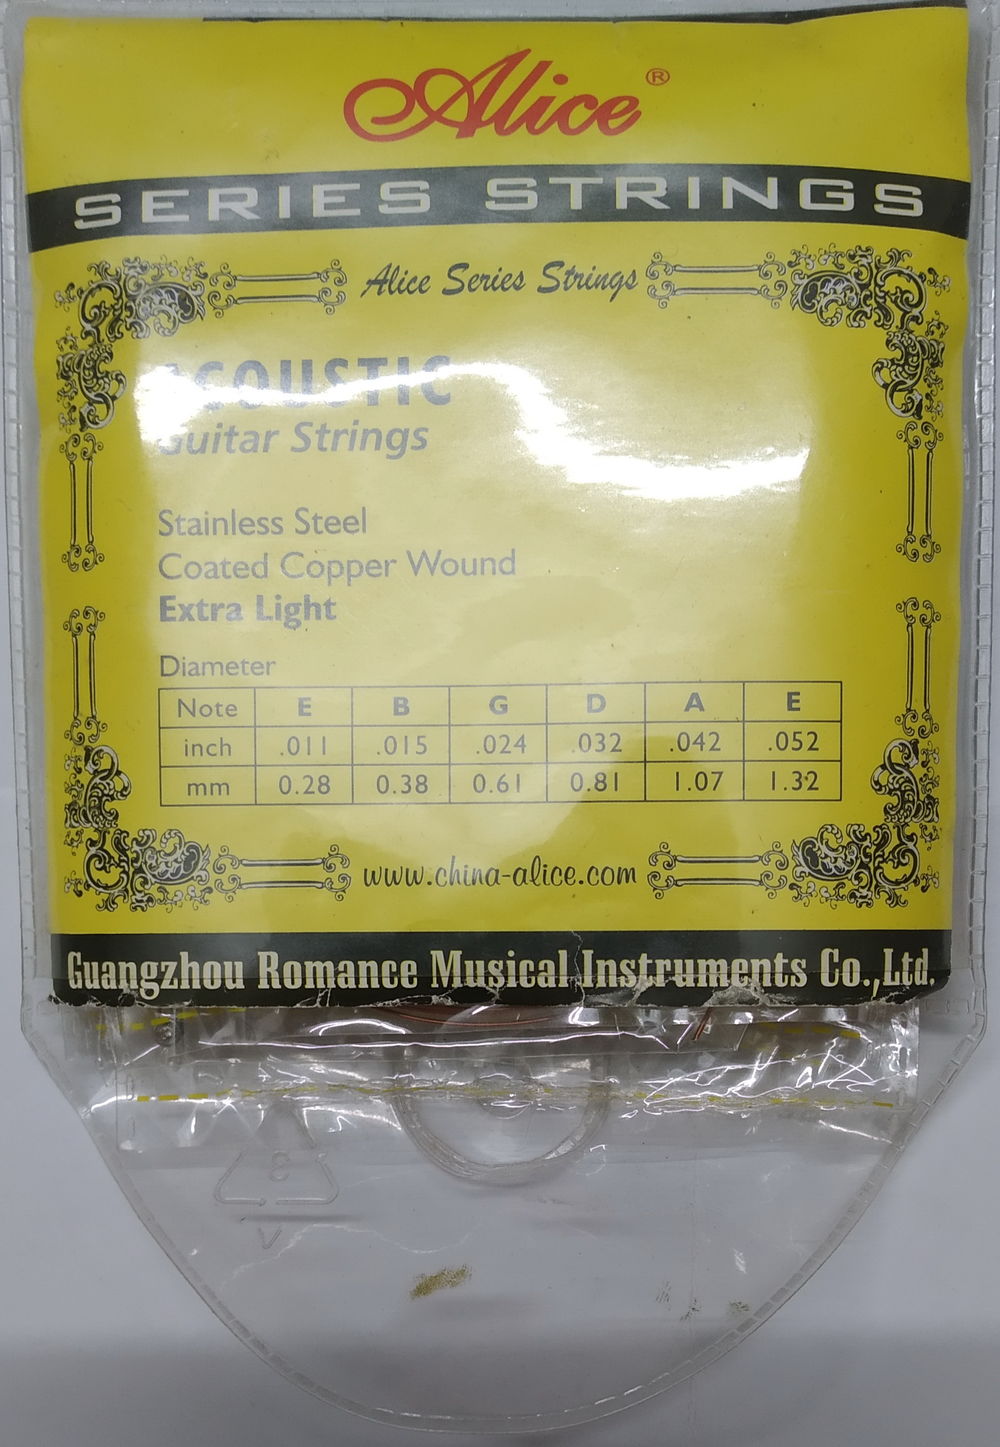 Alice®
SERIES STRINGS
Alice Series Strings
ACOUSTIC
Guitar Strings
Stainless Steel
Coated Copper Wound
Extra Light
Diameter
Note E B G D A E
inch .011 .015 .024 .032 .042 .052
mm 0.28 0.38 0.61 0.81 1.07 1.32
www.china-alice.com
Guangzhou Romance Musical Instruments Co.,Ltd.
3
V